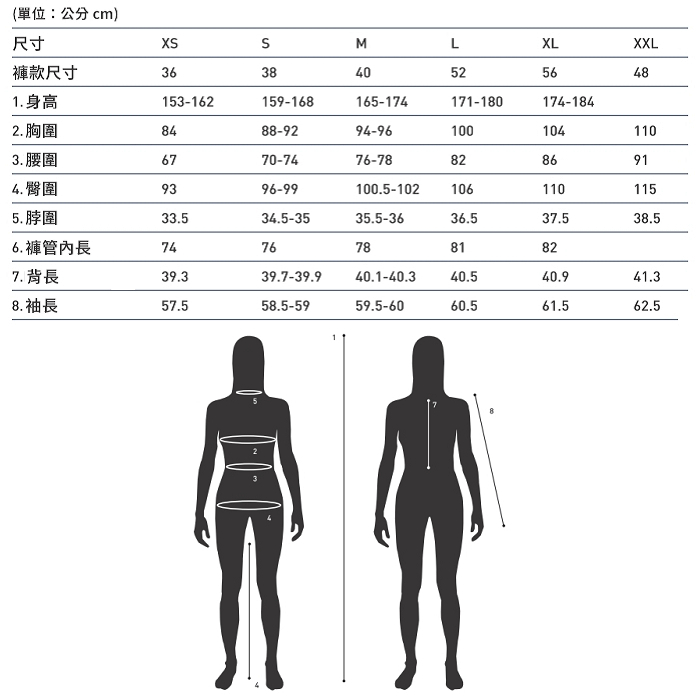 (單位：公分 cm)
尺寸 XS S M L XL XXL
褲款尺寸 36 38 40 52 56 48
1.身高 153-162 159-168 165-174 171-180 174-184
2.胸圍 84 88-92 94-96 100 104 110
3.腰圍 67 70-74 76-78 82 86 91
4.臀圍 93 96-99 100.5-102 106 110 115
5.脖圍 33.5 34.5-35 35.5-36 36.5 37.5 38.5
6.褲管內長 74 76 78 81 82
7.背長 39.3 39.7-39.9 40.1-40.3 40.5 40.9 41.3
8.袖長 57.5 58.5-59 59.5-60 60.5 61.5 62.5
1
5
7
8
2
3
4
4